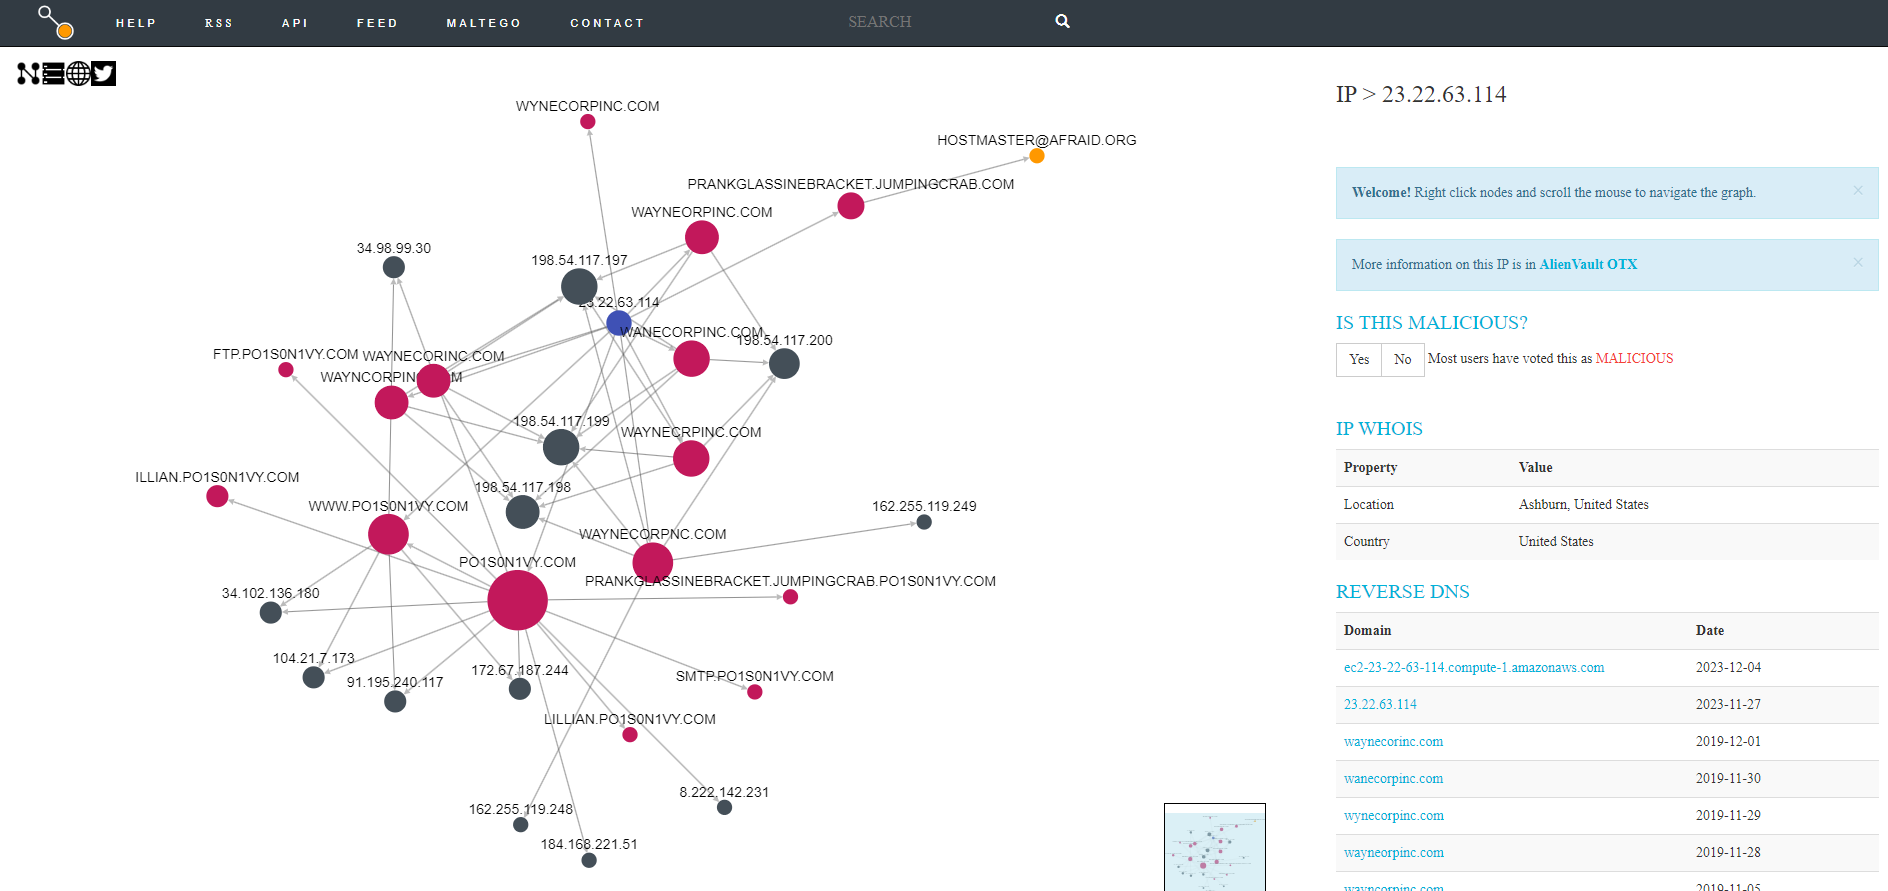 HELP RSS API FEED MALTEGO CONTACT SEARCH
WYNECORPINC.COM
HOSTMASTER@AFRAID.ORG
PRANKGLASSINEBRACKET.JUMPINGCRAB.COM
WAYNEORPINC.COM
34.98.99.30
198.54.117.197
23.22.63.114
WANECORPINC.COM
198.54.117.200
FTP.PO1S0N1VY.COM
WAYNECORINC.COM
WAYNCORPINC.COM
198.54.117.199
WAYNECRPINC.COM
ILLIAN.PO1S0N1VY.COM
198.54.117.198
WWW.PO1S0N1VY.COM
162.255.119.249
WAYNECORPNC.COM
PO1S0N1VY.COM
PRANKGLASSINEBRACKET.JUMPINGCRAB.PO1S0N1VY.COM
34.102.136.180
104.21.7.173
172.67.187.244
91.195.240.117
SMTP.PO1S0N1VY.COM
LILLIAN.PO1S0N1VY.COM
8.222.142.231
162.255.119.248
184.168.221.51
IP > 23.22.63.114
Welcome! Right click nodes and scroll the mouse to navigate the graph. ×
More information on this IP is in AlienVault OTX ×
IS THIS MALICIOUS?
Yes No Most users have voted this as MALICIOUS
IP WHOIS
Property Value
Location Ashburn, United States
Country United States
REVERSE DNS
Domain Date
ec2-23-22-63-114.compute-1.amazonaws.com 2023-12-04
23.22.63.114 2023-11-27
waynecorinc.com 2019-12-01
wanecorpinc.com 2019-11-30
wynecorpinc.com 2019-11-29
wayneorpinc.com 2019-11-28
wayncorpinc.com 2019-11-05